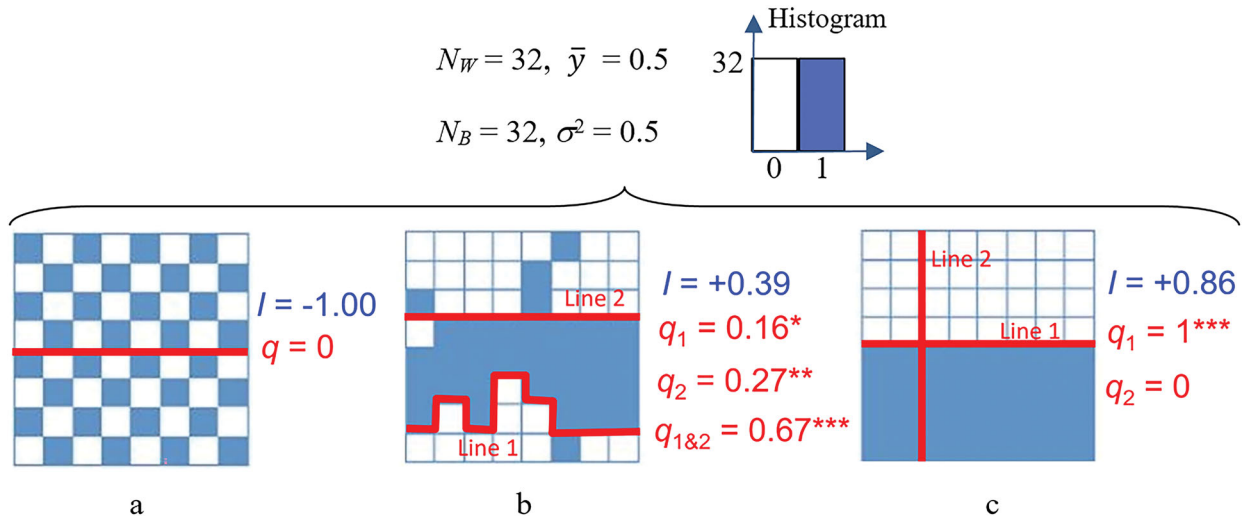 Histogram
N_W = 32, ȳ = 0.5
32
N_B = 32, σ² = 0.5
0 1
I = -1.00
q = 0
a
Line 2
I = +0.39
q₁ = 0.16*
q₂ = 0.27**
q₁&₂ = 0.67***
Line 1
b
Line 2
I = +0.86
Line 1
q₁ = 1***
q₂ = 0
c